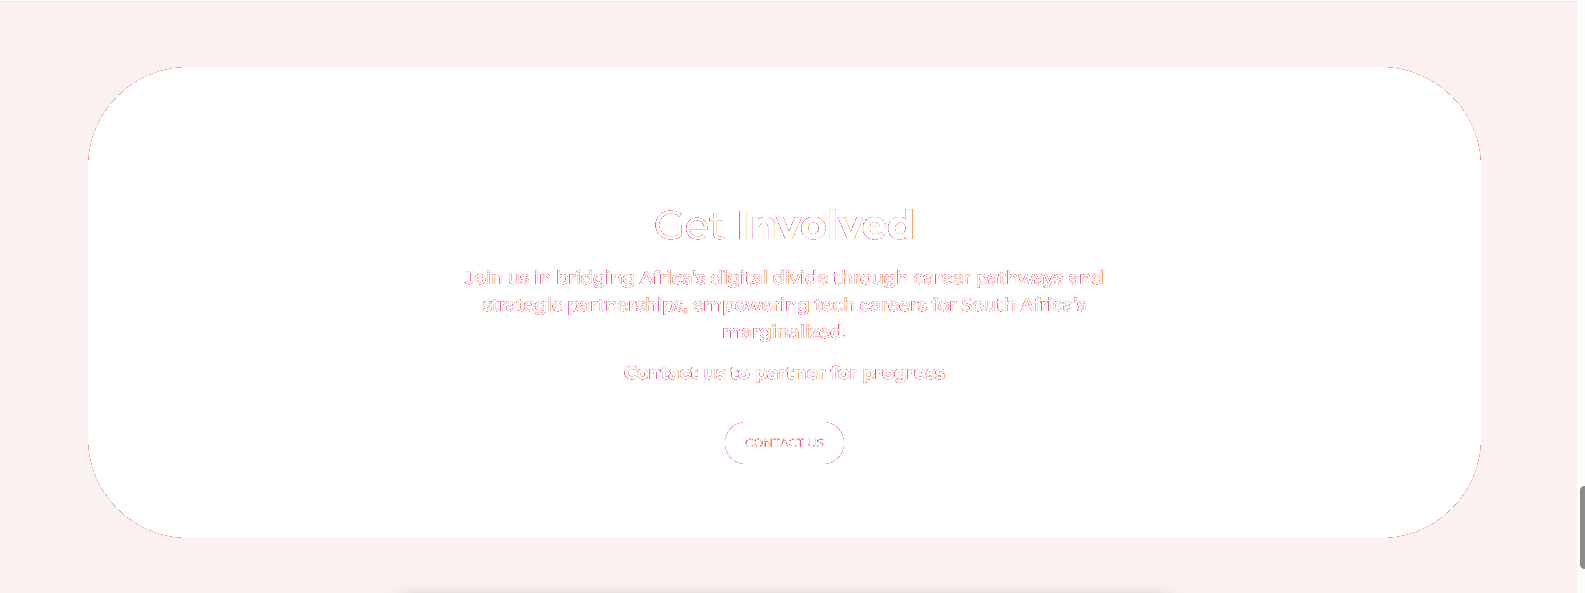 Get Involved
Join us in bridging Africa's digital divide through career pathways and
strategic partnerships, empowering tech careers for South Africa's
marginalized.
Contact us to partner for progress
CONTACT US